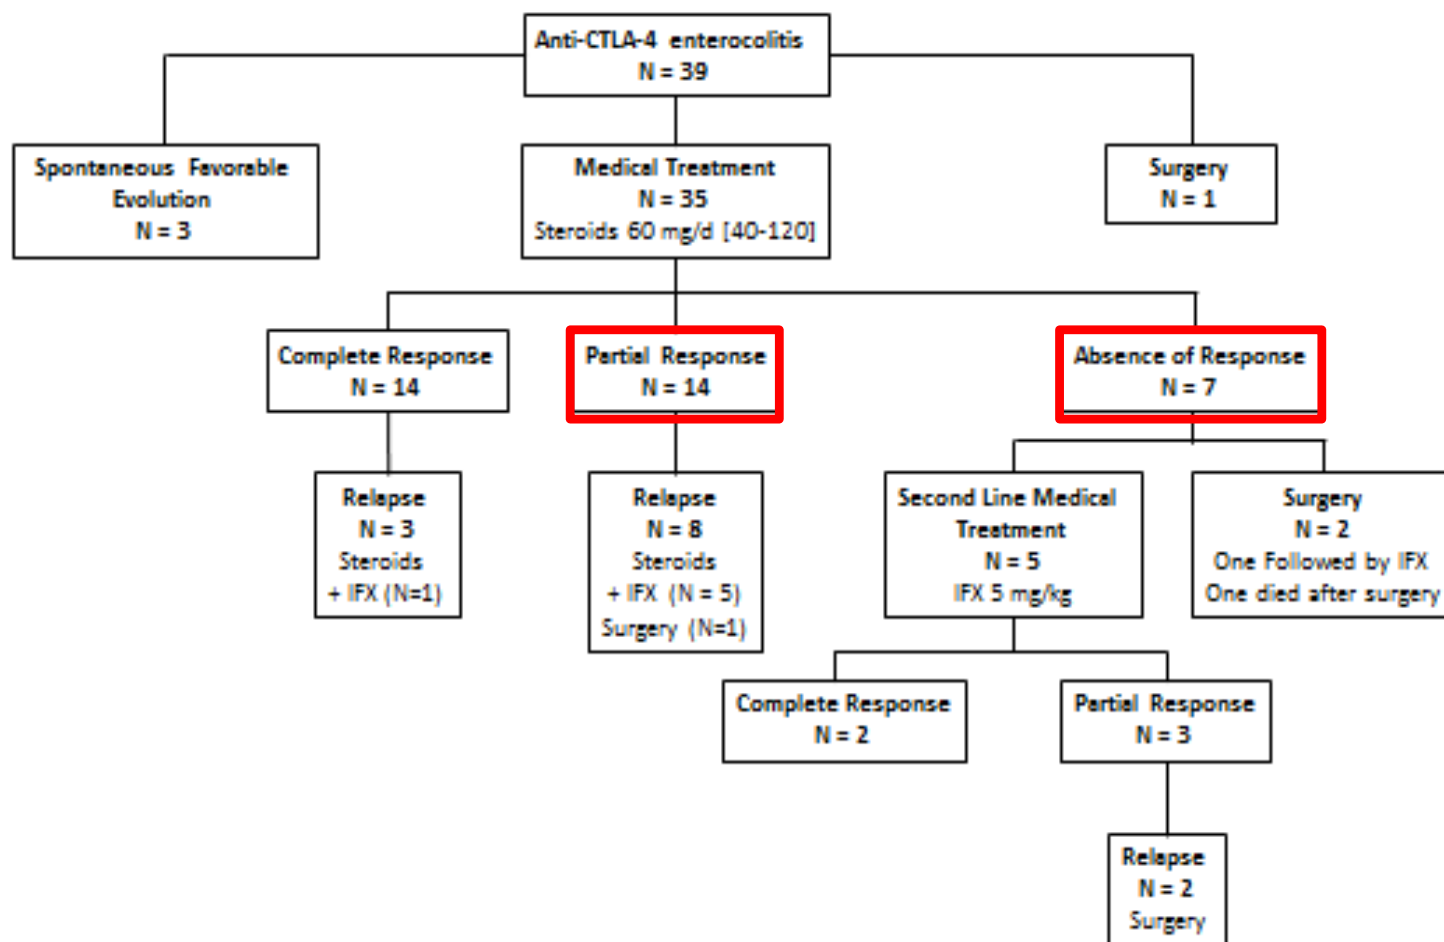 Anti-CTLA-4 enterocolitis
N = 39
Spontaneous Favorable
Evolution
N = 3
Medical Treatment
N = 35
Steroids 60 mg/d [40-120]
Surgery
N = 1
Complete Response
N = 14
Partial Response
N = 14
Absence of Response
N = 7
Relapse
N = 3
Steroids
+ IFX (N=1)
Relapse
N = 8
Steroids
+ IFX (N = 5)
Surgery (N=1)
Second Line Medical
Treatment
N = 5
IFX 5 mg/kg
Surgery
N = 2
One Followed by IFX
One died after surgery
Complete Response
N = 2
Partial Response
N = 3
Relapse
N = 2
Surgery